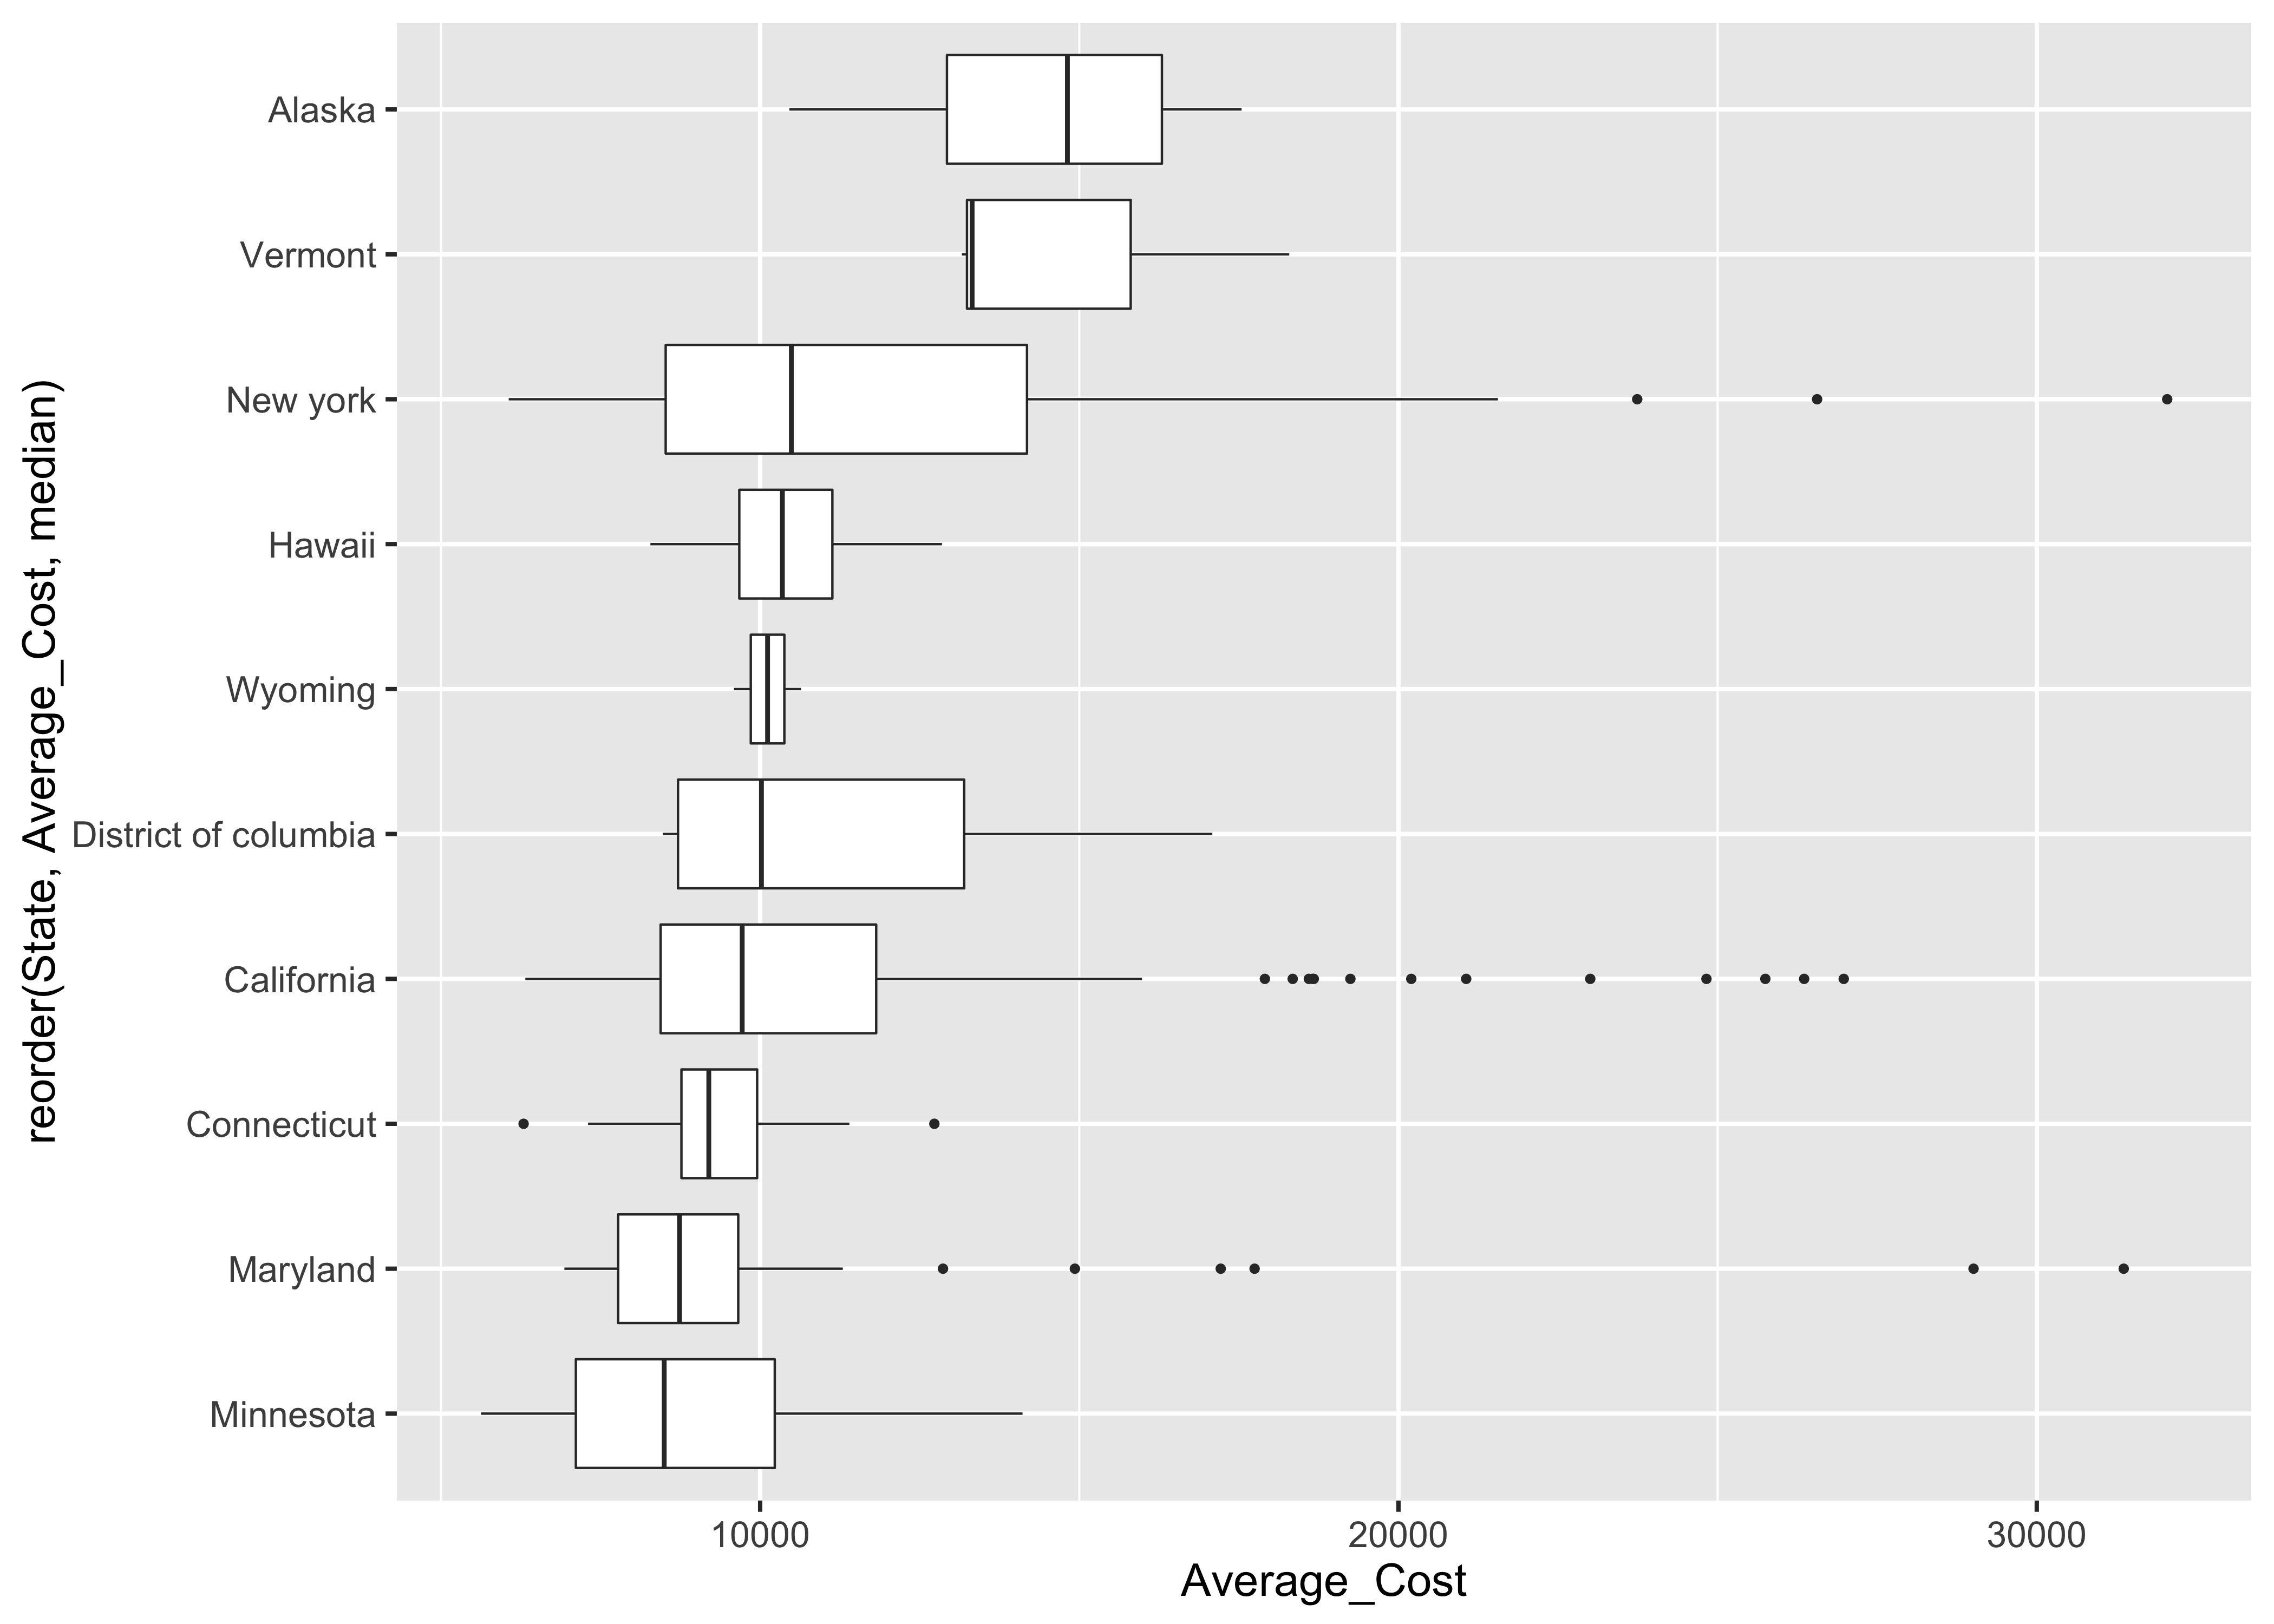 reorder(State, Average_Cost, median)
Alaska
Vermont
New york
Hawaii
Wyoming
District of columbia
California
Connecticut
Maryland
Minnesota
10000 20000 30000
Average_Cost